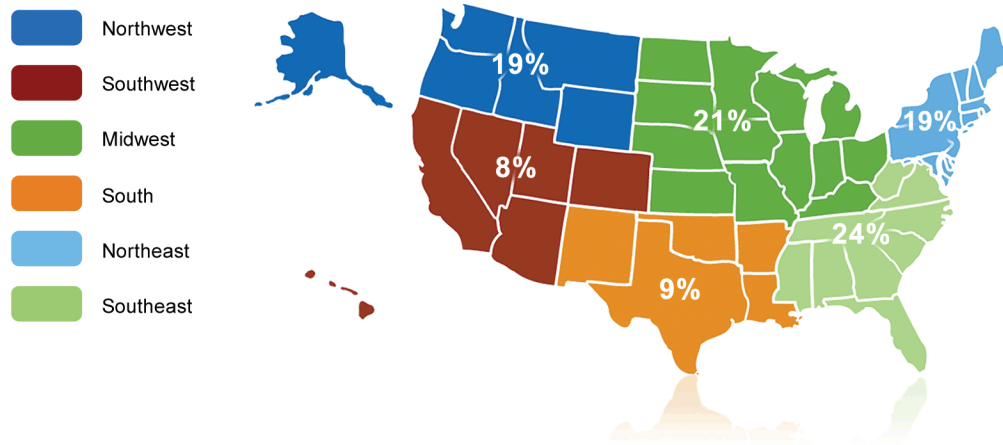 Northwest
Southwest
Midwest
South
Northeast
Southeast
19%
21%
19%
8%
24%
9%